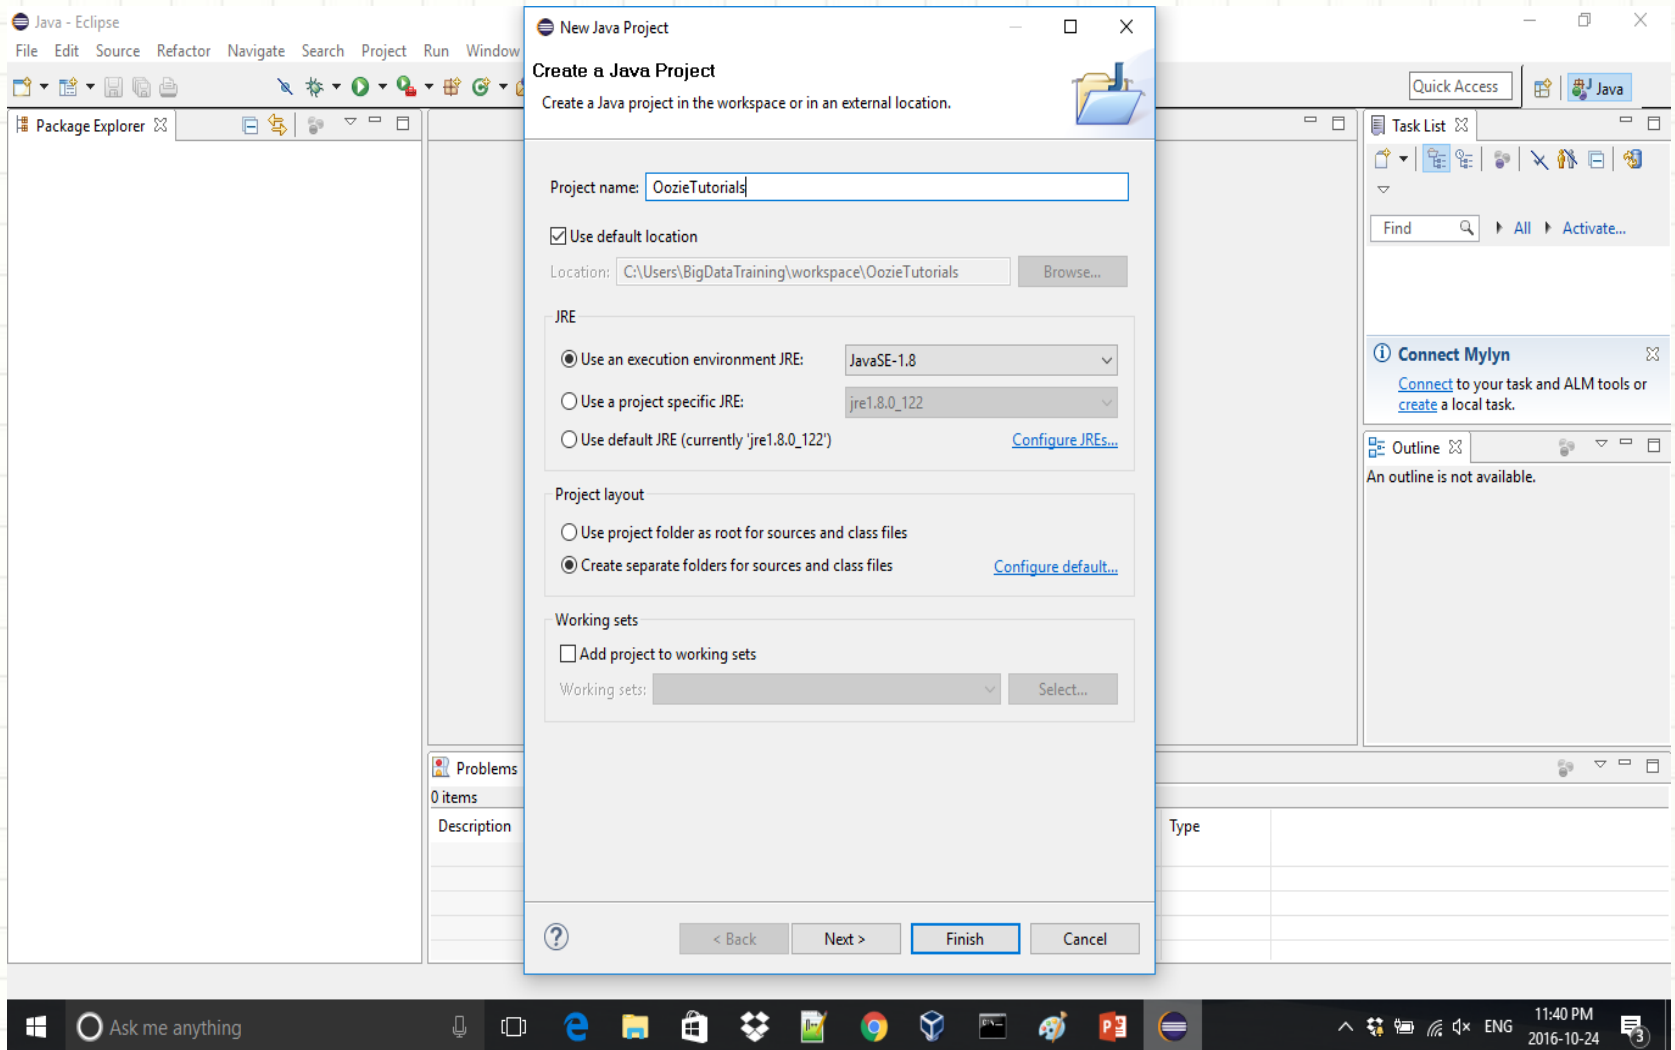 Java - Eclipse
File Edit Source Refactor Navigate Search Project Run Window
Quick Access
Java
Package Explorer
New Java Project
Create a Java Project
Create a Java project in the workspace or in an external location.
Project name: OozieTutorials
Use default location
Location: C:\Users\BigDataTraining\workspace\OozieTutorials Browse...
JRE
Use an execution environment JRE: JavaSE-1.8
Use a project specific JRE: jre1.8.0_122
Use default JRE (currently 'jre1.8.0_122') Configure JREs...
Project layout
Use project folder as root for sources and class files
Create separate folders for sources and class files Configure default...
Working sets
Add project to working sets
Working sets: Select...
< Back Next > Finish Cancel
Task List
Find All Activate...
Connect Mylyn
Connect to your task and ALM tools or
create a local task.
Outline
An outline is not available.
Problems
0 items
Description Type
Ask me anything
ENG
11:40 PM
2016-10-24
3